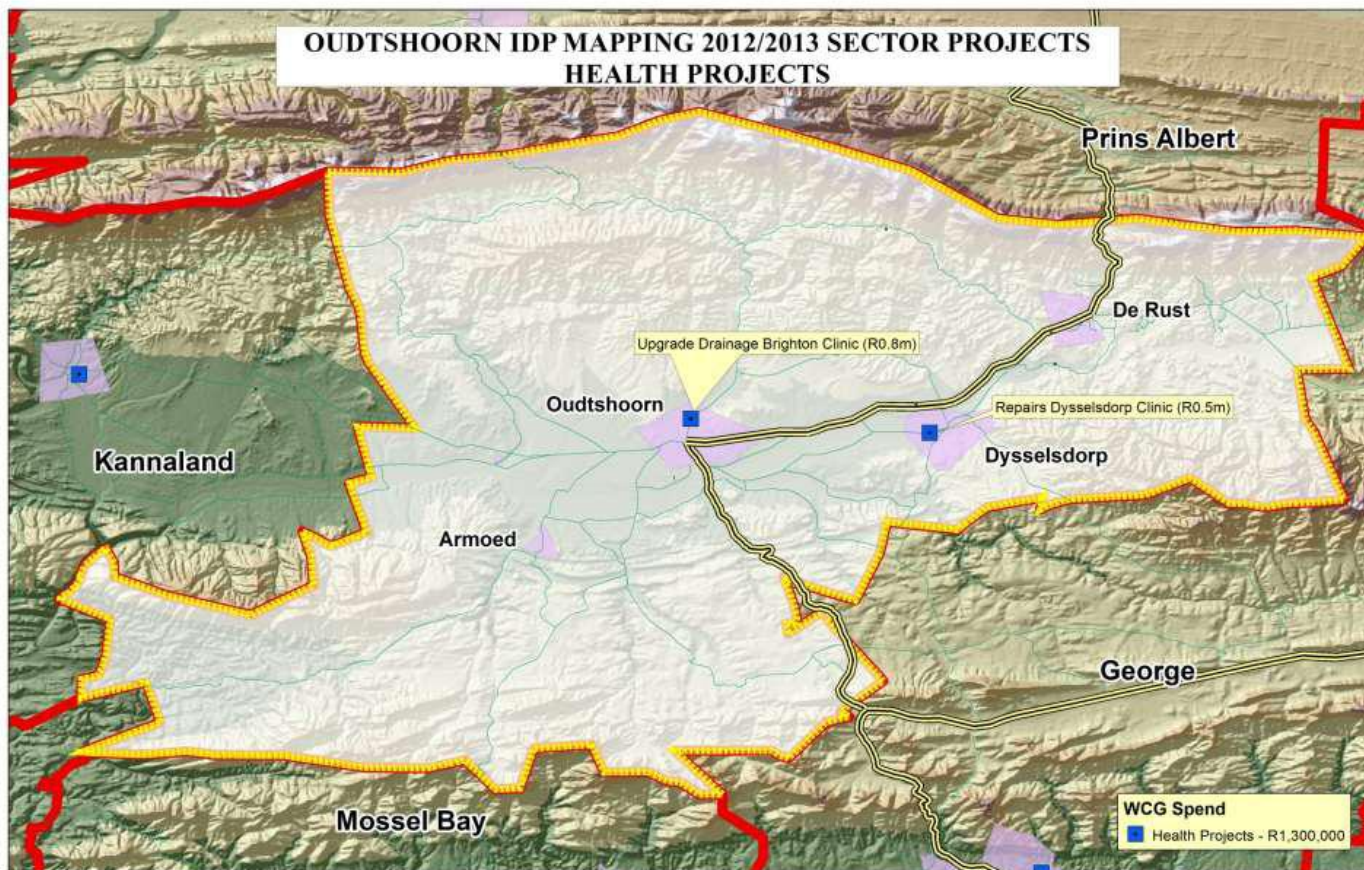 OUDTSHOORN IDP MAPPING 2012/2013 SECTOR PROJECTS
HEALTH PROJECTS
Prins Albert
De Rust
Upgrade Drainage Brighton Clinic (R0.8m)
Oudtshoorn
Repairs Dysselsdorp Clinic (R0.5m)
Kannaland
Dysselsdorp
Armoed
George
Mossel Bay
WCG Spend
Health Projects - R1,300,000